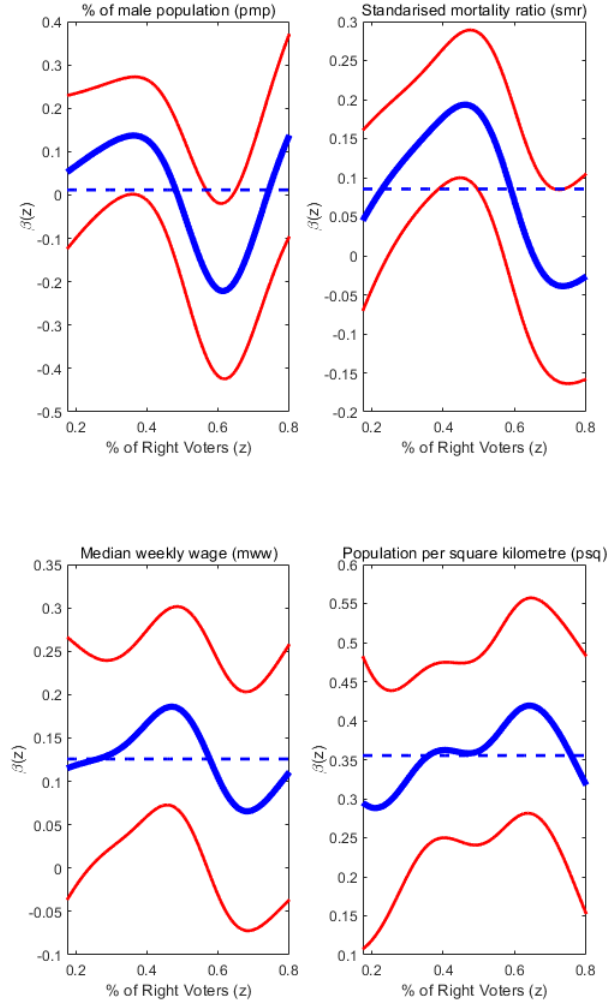 % of male population (pmp)
0.4
0.3
0.2
0.1
0
-0.1
-0.2
-0.3
-0.4
-0.5
β(z)
0.2 0.4 0.6 0.8
% of Right Voters (z)
Standarised mortality ratio (smr)
0.3
0.25
0.2
0.15
0.1
0.05
0
-0.05
-0.1
-0.15
-0.2
β(z)
0.2 0.4 0.6 0.8
% of Right Voters (z)
Median weekly wage (mww)
0.35
0.3
0.25
0.2
0.15
0.1
0.05
0
-0.05
-0.1
β(z)
0.2 0.4 0.6 0.8
% of Right Voters (z)
Population per square kilometre (psq)
0.6
0.55
0.5
0.45
0.4
0.35
0.3
0.25
0.2
0.15
0.1
β(z)
0.2 0.4 0.6 0.8
% of Right Voters (z)